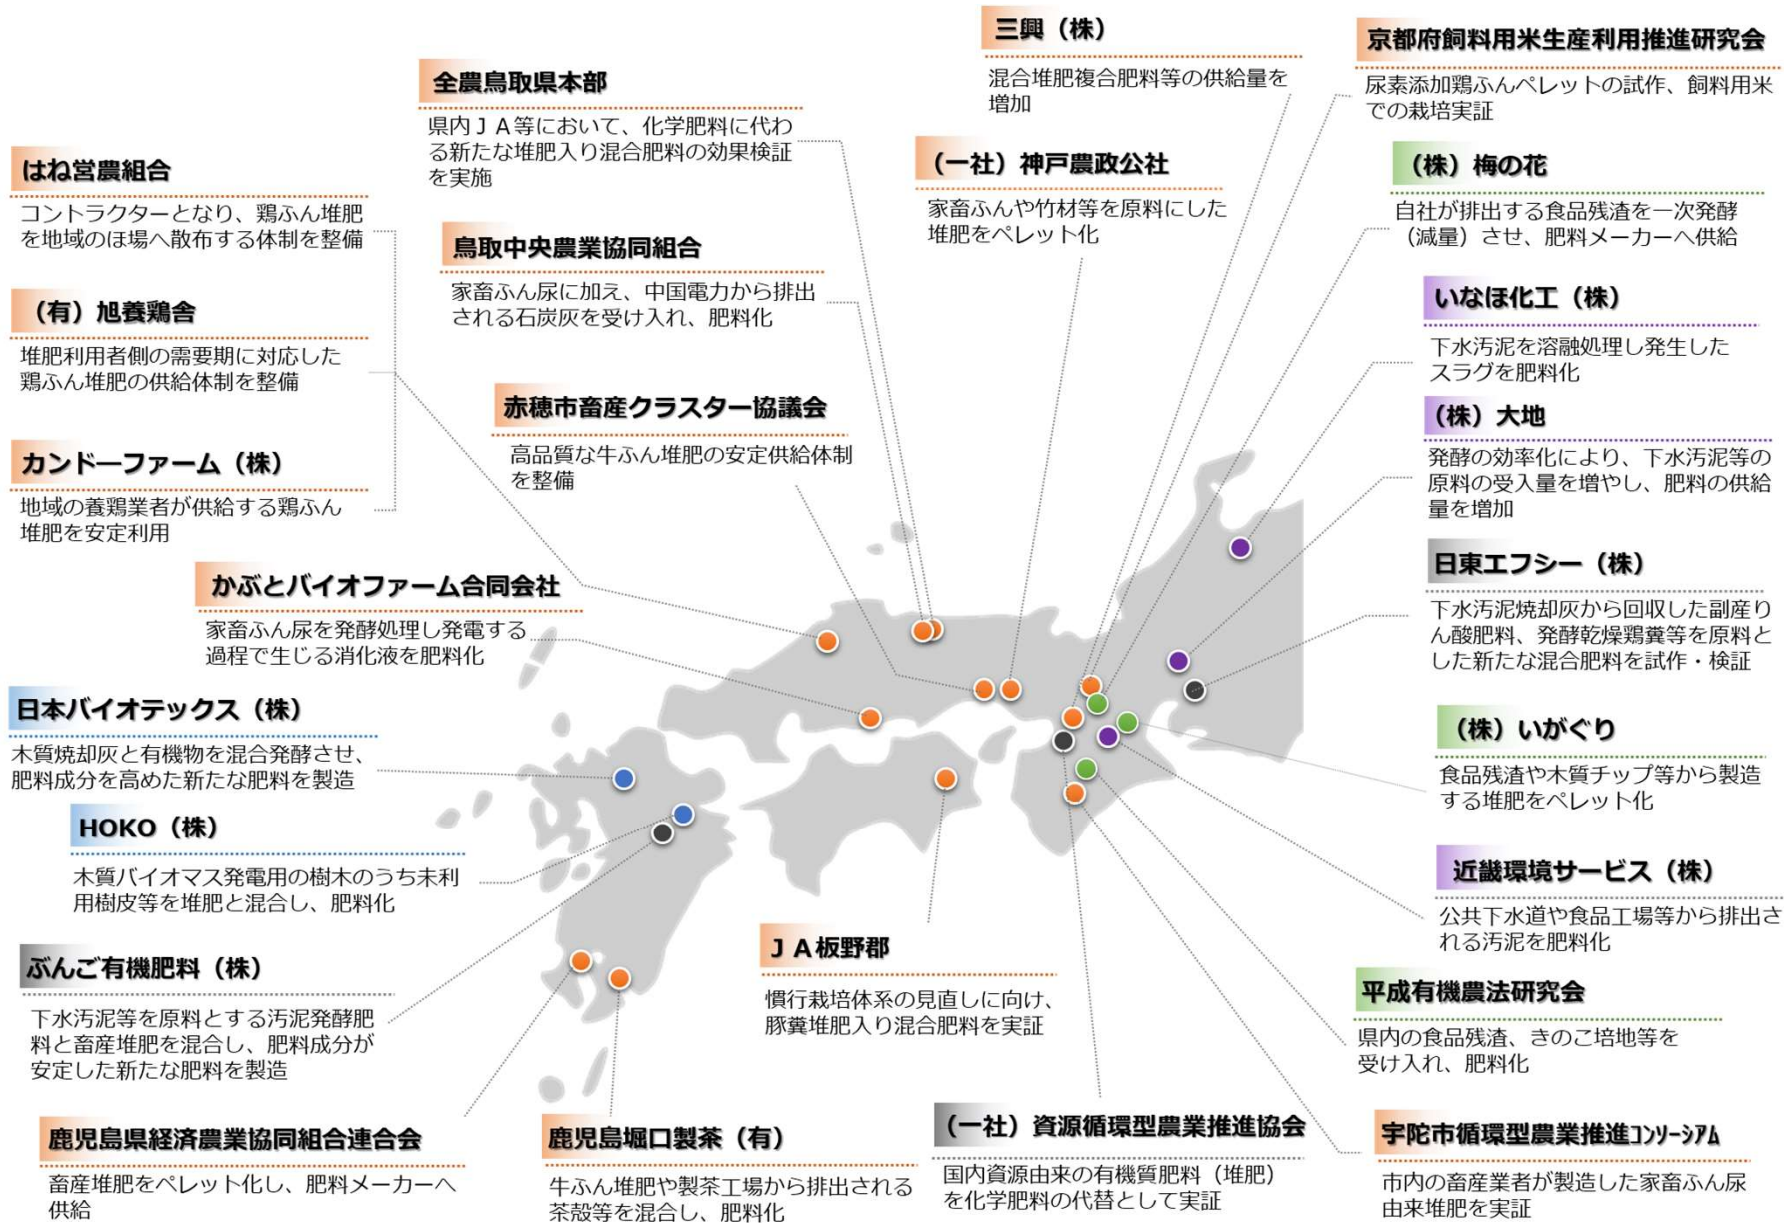 三興（株）
混合堆肥複合肥料等の供給量を
増加
京都府飼料用米生産利用推進研究会
尿素添加鶏ふんペレットの試作、飼料用米
での栽培実証
全農鳥取県本部
県内ＪＡ等において、化学肥料に代わ
る新たな堆肥入り混合肥料の効果検証
を実施
（一社）神戸農政公社
家畜ふんや竹材等を原料にした
堆肥をペレット化
（株）梅の花
自社が排出する食品残渣を一次発酵
（減量）させ、肥料メーカーへ供給
はね営農組合
コントラクターとなり、鶏ふん堆肥
を地域のほ場へ散布する体制を整備
鳥取中央農業協同組合
家畜ふん尿に加え、中国電力から排出
される石炭灰を受け入れ、肥料化
いなほ化工（株）
下水汚泥を溶融処理し発生した
スラグを肥料化
（有）旭養鶏舎
堆肥利用者側の需要期に対応した
鶏ふん堆肥の供給体制を整備
赤穂市畜産クラスター協議会
高品質な牛ふん堆肥の安定供給体制
を整備
（株）大地
発酵の効率化により、下水汚泥等の
原料の受入量を増やし、肥料の供給
量を増加
カンドーファーム（株）
地域の養鶏業者が供給する鶏ふん
堆肥を安定利用
日東エフシー（株）
下水汚泥焼却灰から回収した副産り
ん酸肥料、発酵乾燥鶏糞等を原料と
した新たな混合肥料を試作・検証
かぶとバイオファーム合同会社
家畜ふん尿を発酵処理し発電する
過程で生じる消化液を肥料化
日本バイオテックス（株）
木質焼却灰と有機物を混合発酵させ、
肥料成分を高めた新たな肥料を製造
（株）いがぐり
食品残渣や木質チップ等から製造
する堆肥をペレット化
HOKO（株）
木質バイオマス発電用の樹木のうち未利
用樹皮等を堆肥と混合し、肥料化
近畿環境サービス（株）
公共下水道や食品工場等から排出さ
れる汚泥を肥料化
ぶんご有機肥料（株）
下水汚泥等を原料とする汚泥発酵肥
料と畜産堆肥を混合し、肥料成分が
安定した新たな肥料を製造
ＪＡ板野郡
慣行栽培体系の見直しに向け、
豚糞堆肥入り混合肥料を実証
平成有機農法研究会
県内の食品残渣、きのこ培地等を
受け入れ、肥料化
鹿児島県経済農業協同組合連合会
畜産堆肥をペレット化し、肥料メーカーへ
供給
鹿児島堀口製茶（有）
牛ふん堆肥や製茶工場から排出される
茶殻等を混合し、肥料化
（一社）資源循環型農業推進協会
国内資源由来の有機質肥料（堆肥）
を化学肥料の代替として実証
宇陀市循環型農業推進ｺﾝｿｰｼｱﾑ
市内の畜産業者が製造した家畜ふん尿
由来堆肥を実証